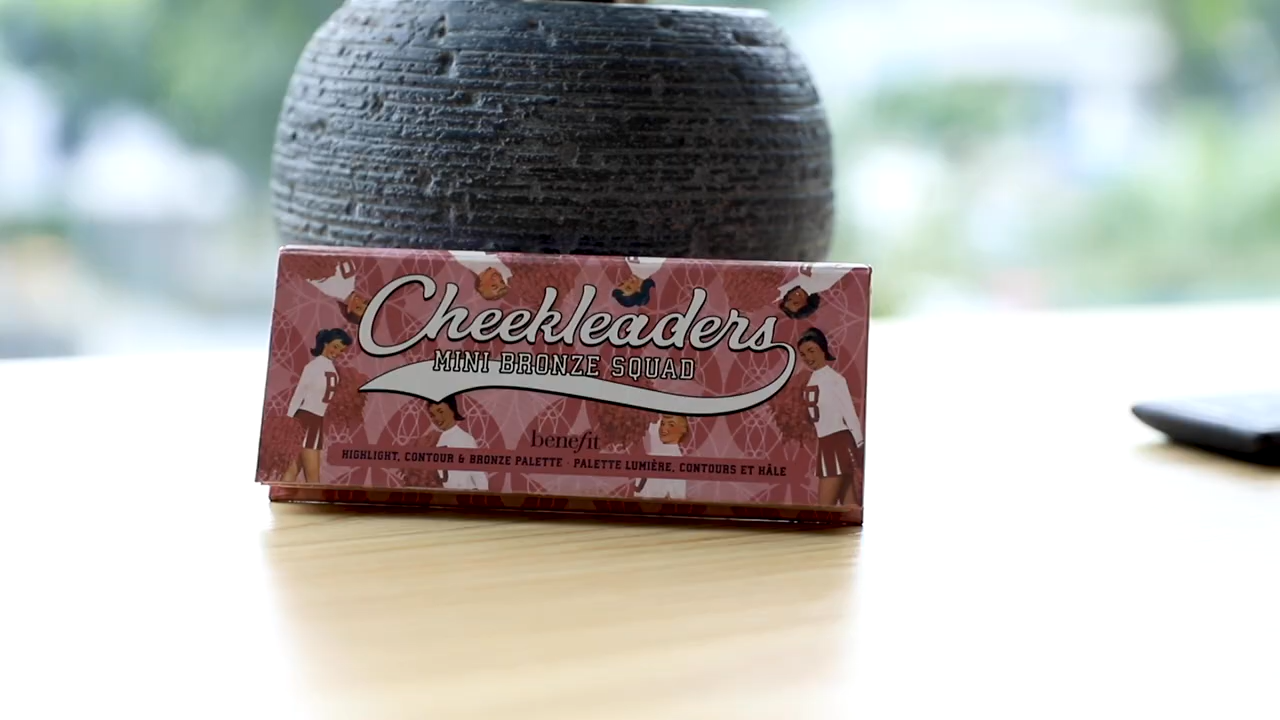 Cheekleaders
MINI BRONZE SQUAD
benefit
HIGHLIGHT, CONTOUR & BRONZE PALETTE · PALETTE LUMIÈRE, CONTOURS ET HÂLE
B
B